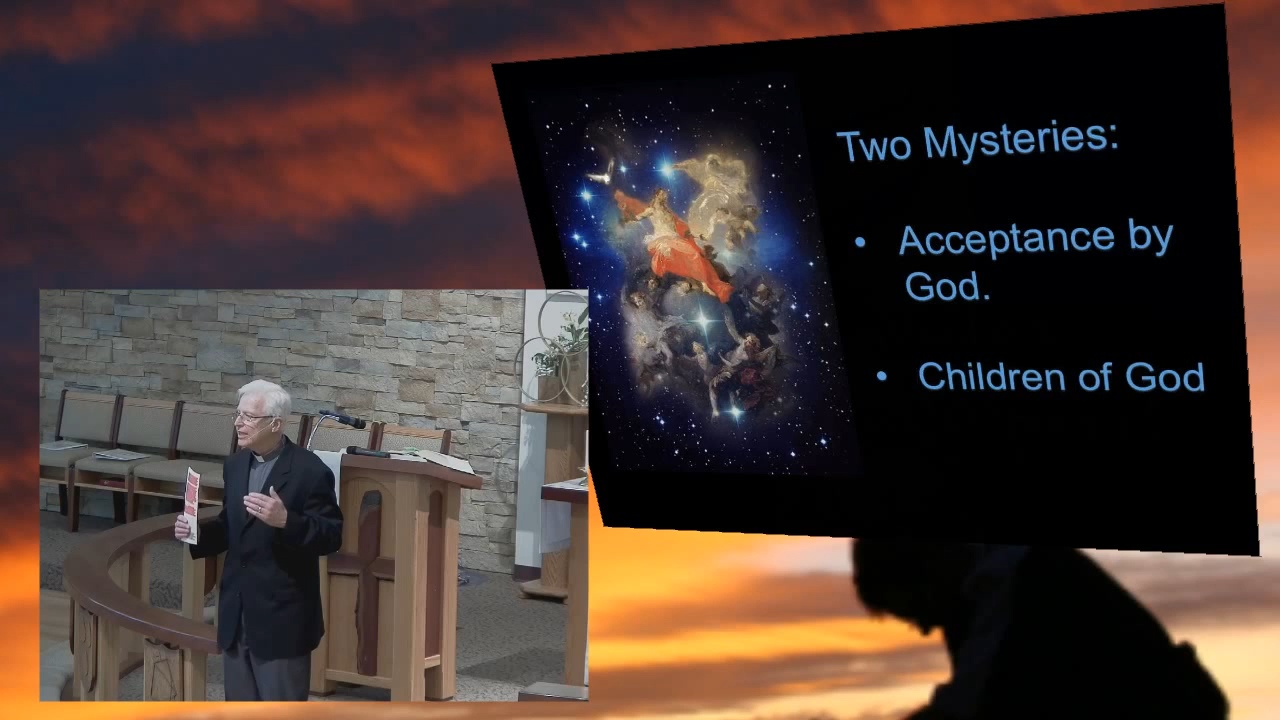 Two Mysteries:
• Acceptance by
God.
• Children of God